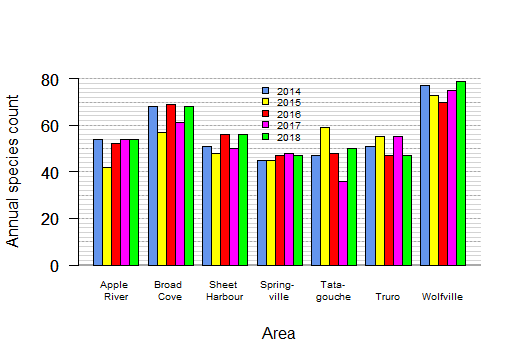 Annual species count
80
60
40
20
0
2014
2015
2016
2017
2018
Apple
River
Broad
Cove
Sheet
Harbour
Spring-
ville
Tata-
gouche
Truro
Wolfville
Area